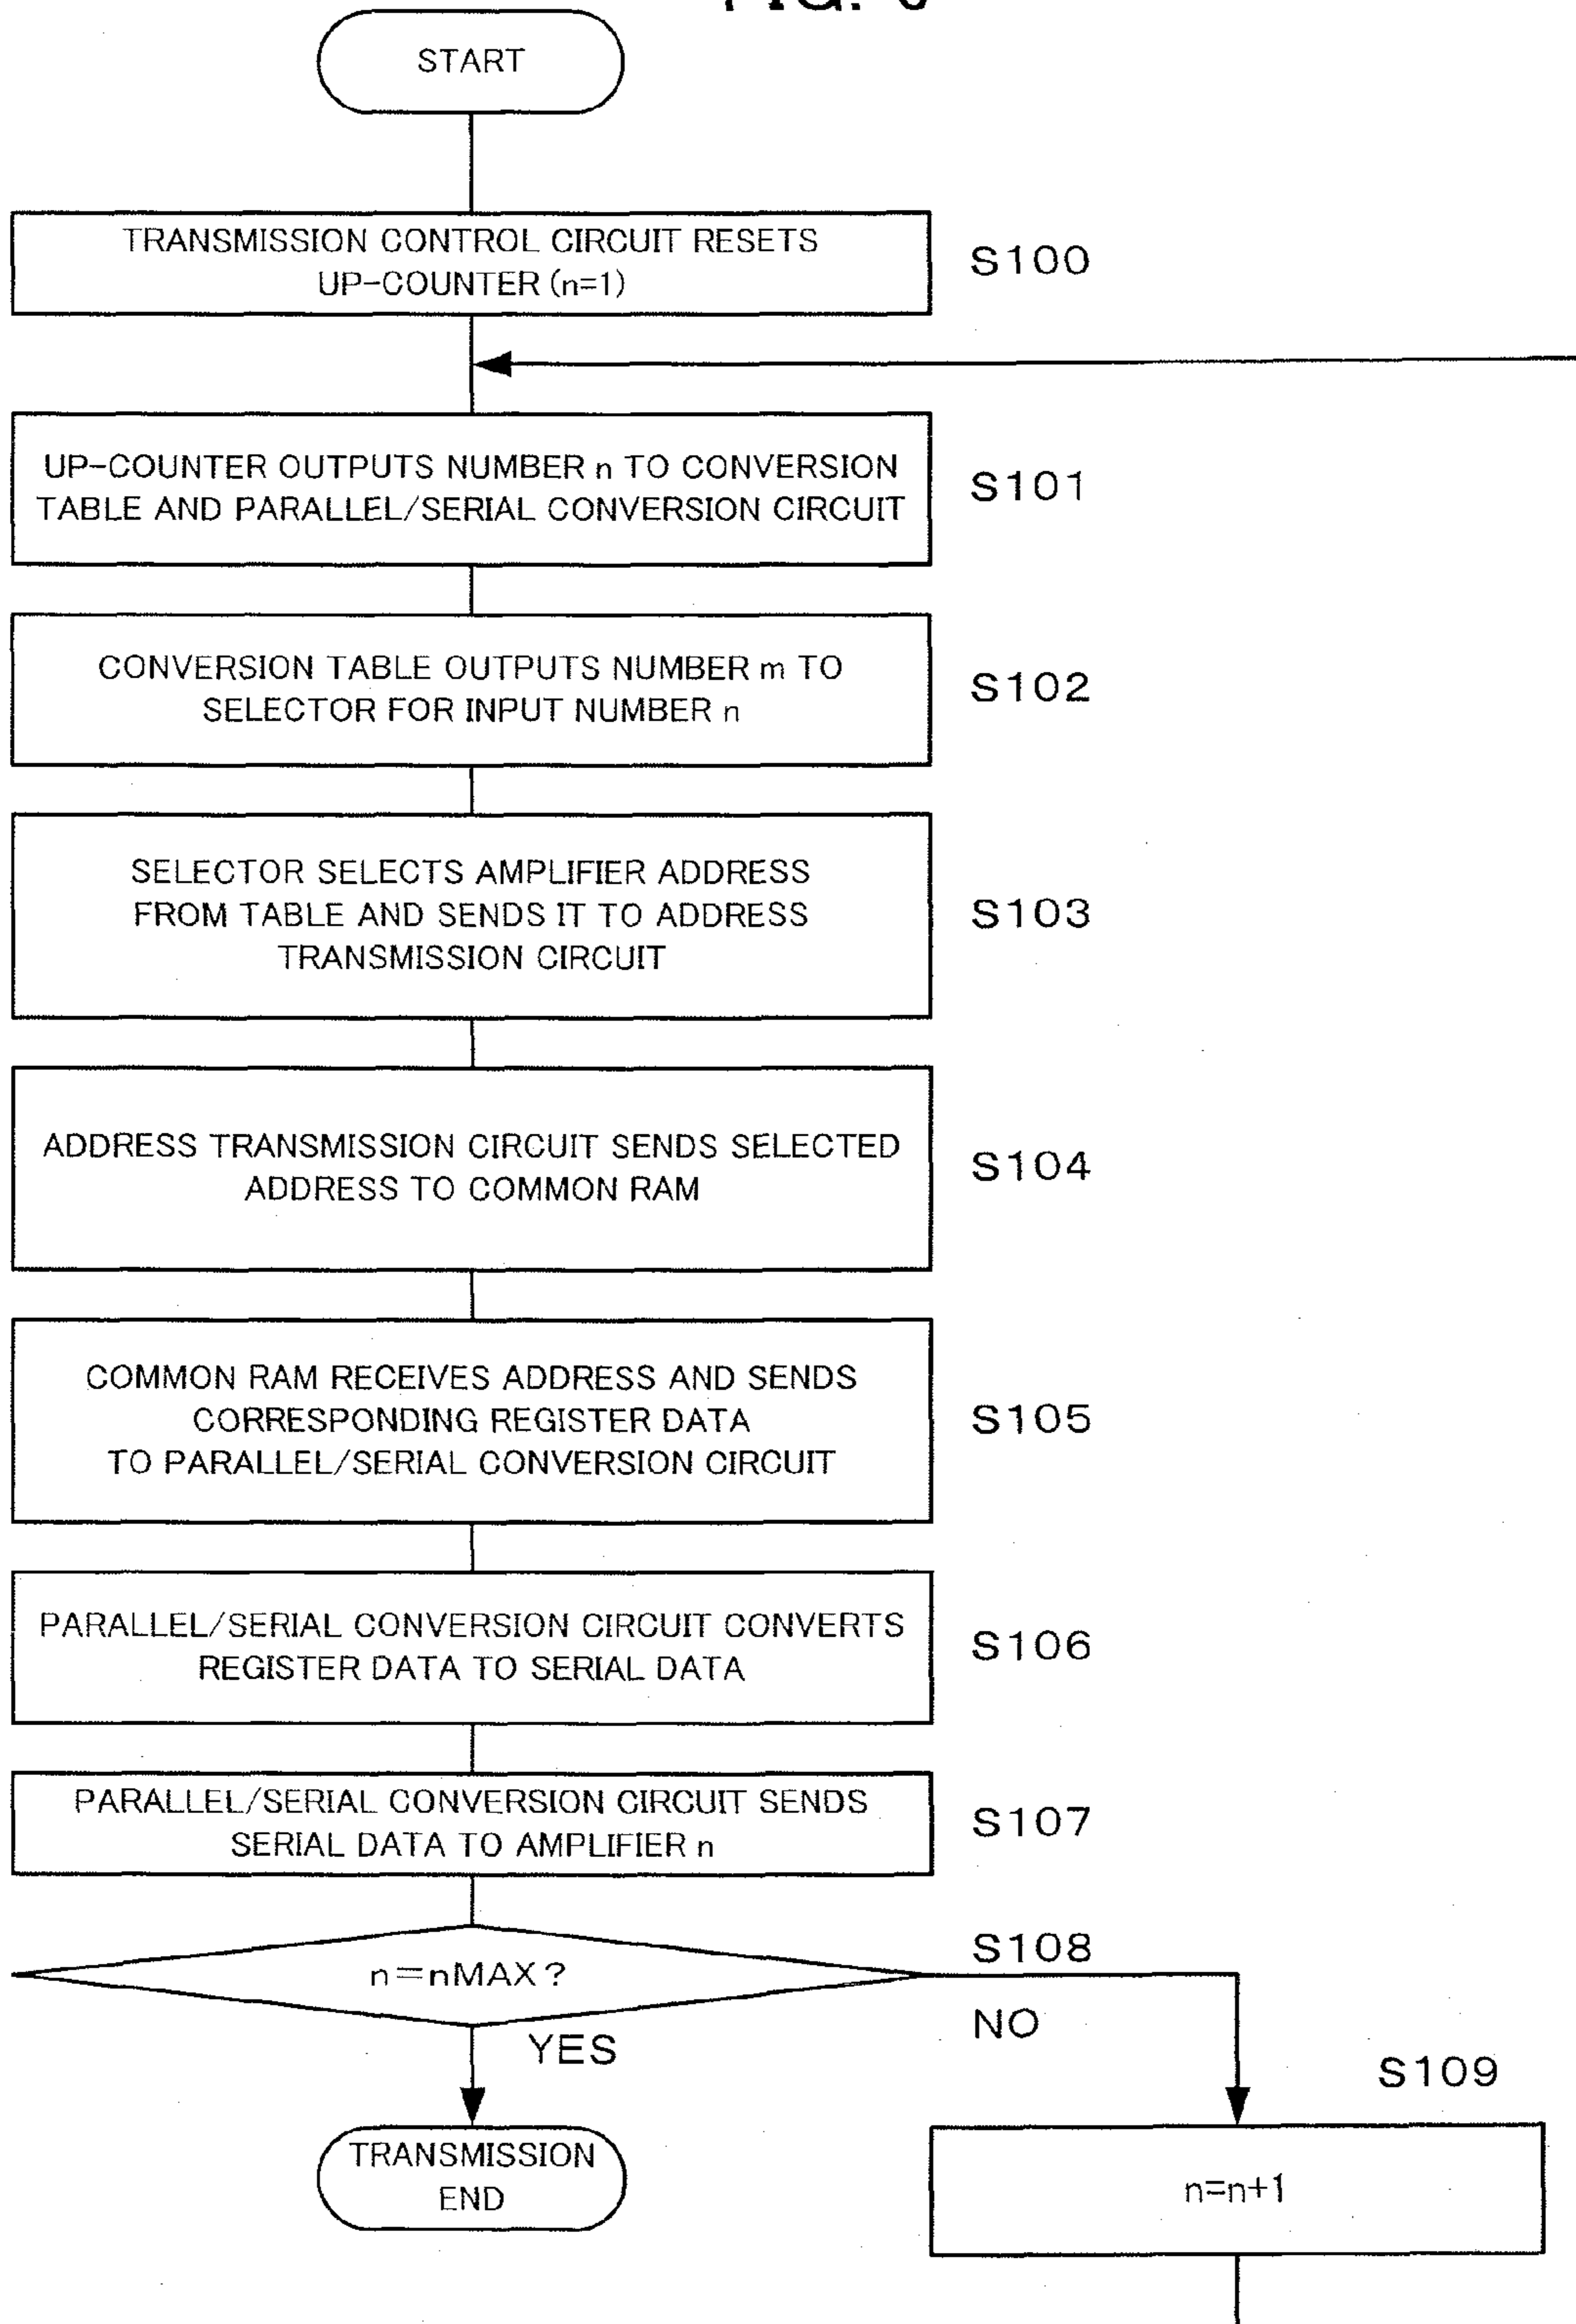 START
TRANSMISSION CONTROL CIRCUIT RESETS
UP-COUNTER (n=1)
S100
UP-COUNTER OUTPUTS NUMBER n TO CONVERSION
TABLE AND PARALLEL/SERIAL CONVERSION CIRCUIT
S101
CONVERSION TABLE OUTPUTS NUMBER m TO
SELECTOR FOR INPUT NUMBER n
S102
SELECTOR SELECTS AMPLIFIER ADDRESS
FROM TABLE AND SENDS IT TO ADDRESS
TRANSMISSION CIRCUIT
S103
ADDRESS TRANSMISSION CIRCUIT SENDS SELECTED
ADDRESS TO COMMON RAM
S104
COMMON RAM RECEIVES ADDRESS AND SENDS
CORRESPONDING REGISTER DATA
TO PARALLEL/SERIAL CONVERSION CIRCUIT
S105
PARALLEL/SERIAL CONVERSION CIRCUIT CONVERTS
REGISTER DATA TO SERIAL DATA
S106
PARALLEL/SERIAL CONVERSION CIRCUIT SENDS
SERIAL DATA TO AMPLIFIER n
S107
n=nMAX?
S108
NO
YES
S109
TRANSMISSION
END
n=n+1